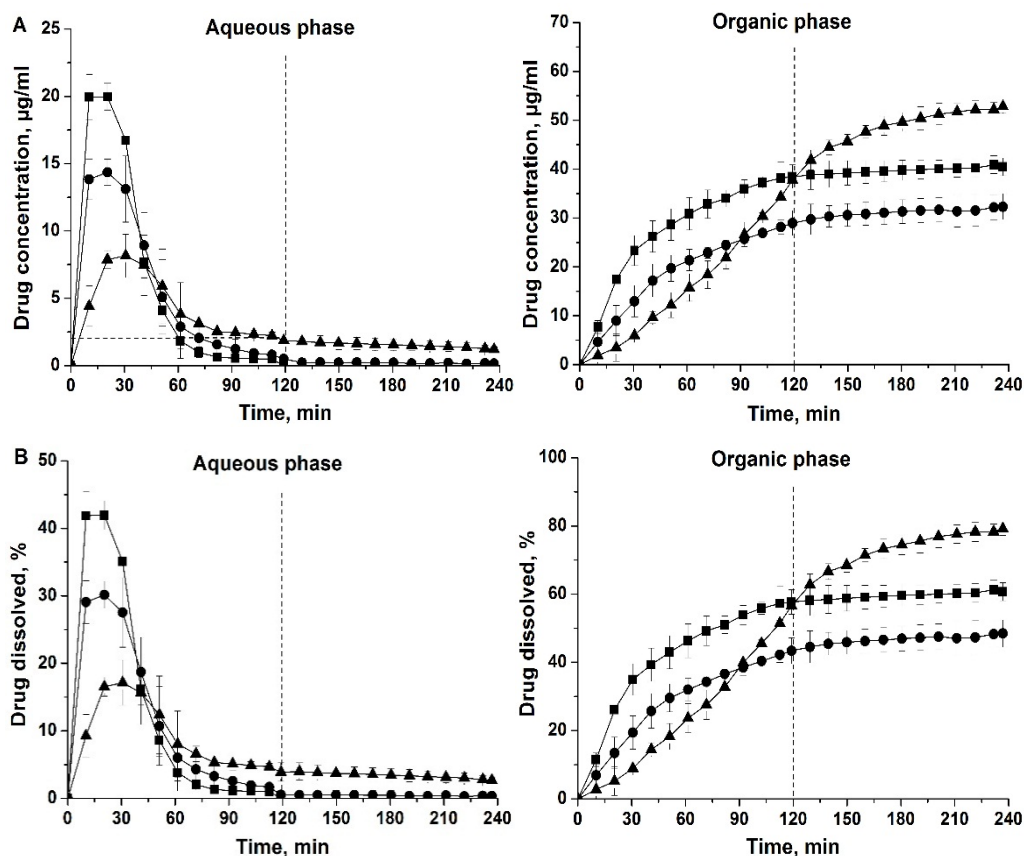 A
Aqueous phase
Drug concentration, µg/ml
25
20
15
10
5
0
0 30 60 90 120 150 180 210 240
Time, min
Organic phase
Drug concentration, µg/ml
70
60
50
40
30
20
10
0
0 30 60 90 120 150 180 210 240
Time, min
B
Aqueous phase
Drug dissolved, %
50
40
30
20
10
0
0 30 60 90 120 150 180 210 240
Time, min
Organic phase
Drug dissolved, %
100
80
60
40
20
0
0 30 60 90 120 150 180 210 240
Time, min